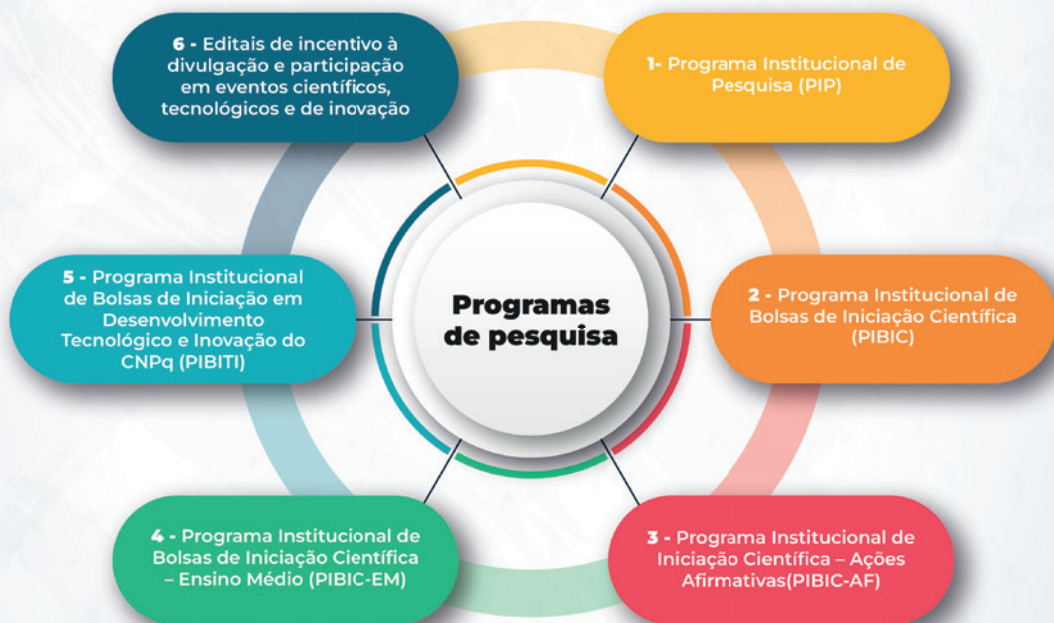 Programas
de pesquisa
1- Programa Institucional de
Pesquisa (PIP)
2 - Programa Institucional de
Bolsas de Iniciação Científica
(PIBIC)
3 - Programa Institucional de
Iniciação Científica – Ações
Afirmativas(PIBIC-AF)
4 - Programa Institucional de
Bolsas de Iniciação Científica
– Ensino Médio (PIBIC-EM)
5 - Programa Institucional
de Bolsas de Iniciação em
Desenvolvimento
Tecnológico e Inovação do
CNPq (PIBITI)
6 - Editais de incentivo à
divulgação e participação
em eventos científicos,
tecnológicos e de inovação